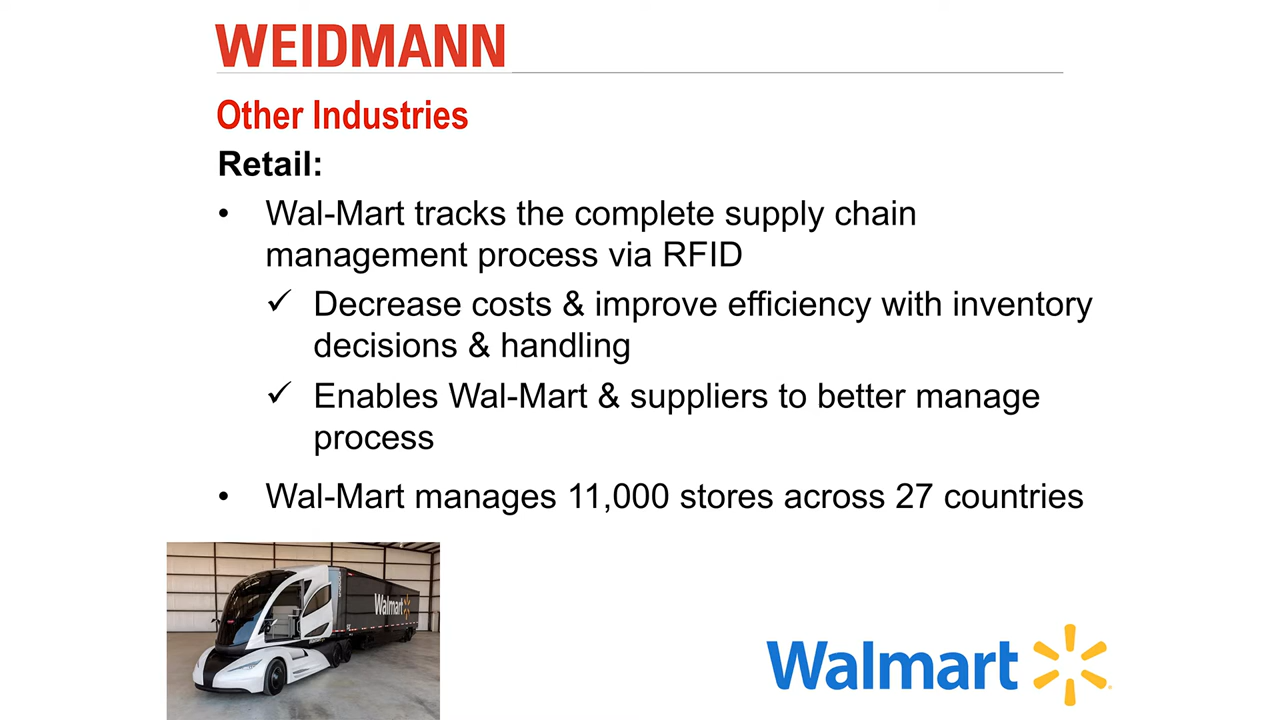 WEIDMANN
Other Industries
Retail:
• Wal-Mart tracks the complete supply chain
management process via RFID
✓ Decrease costs & improve efficiency with inventory
decisions & handling
✓ Enables Wal-Mart & suppliers to better manage
process
• Wal-Mart manages 11,000 stores across 27 countries
Walmart
Walmart